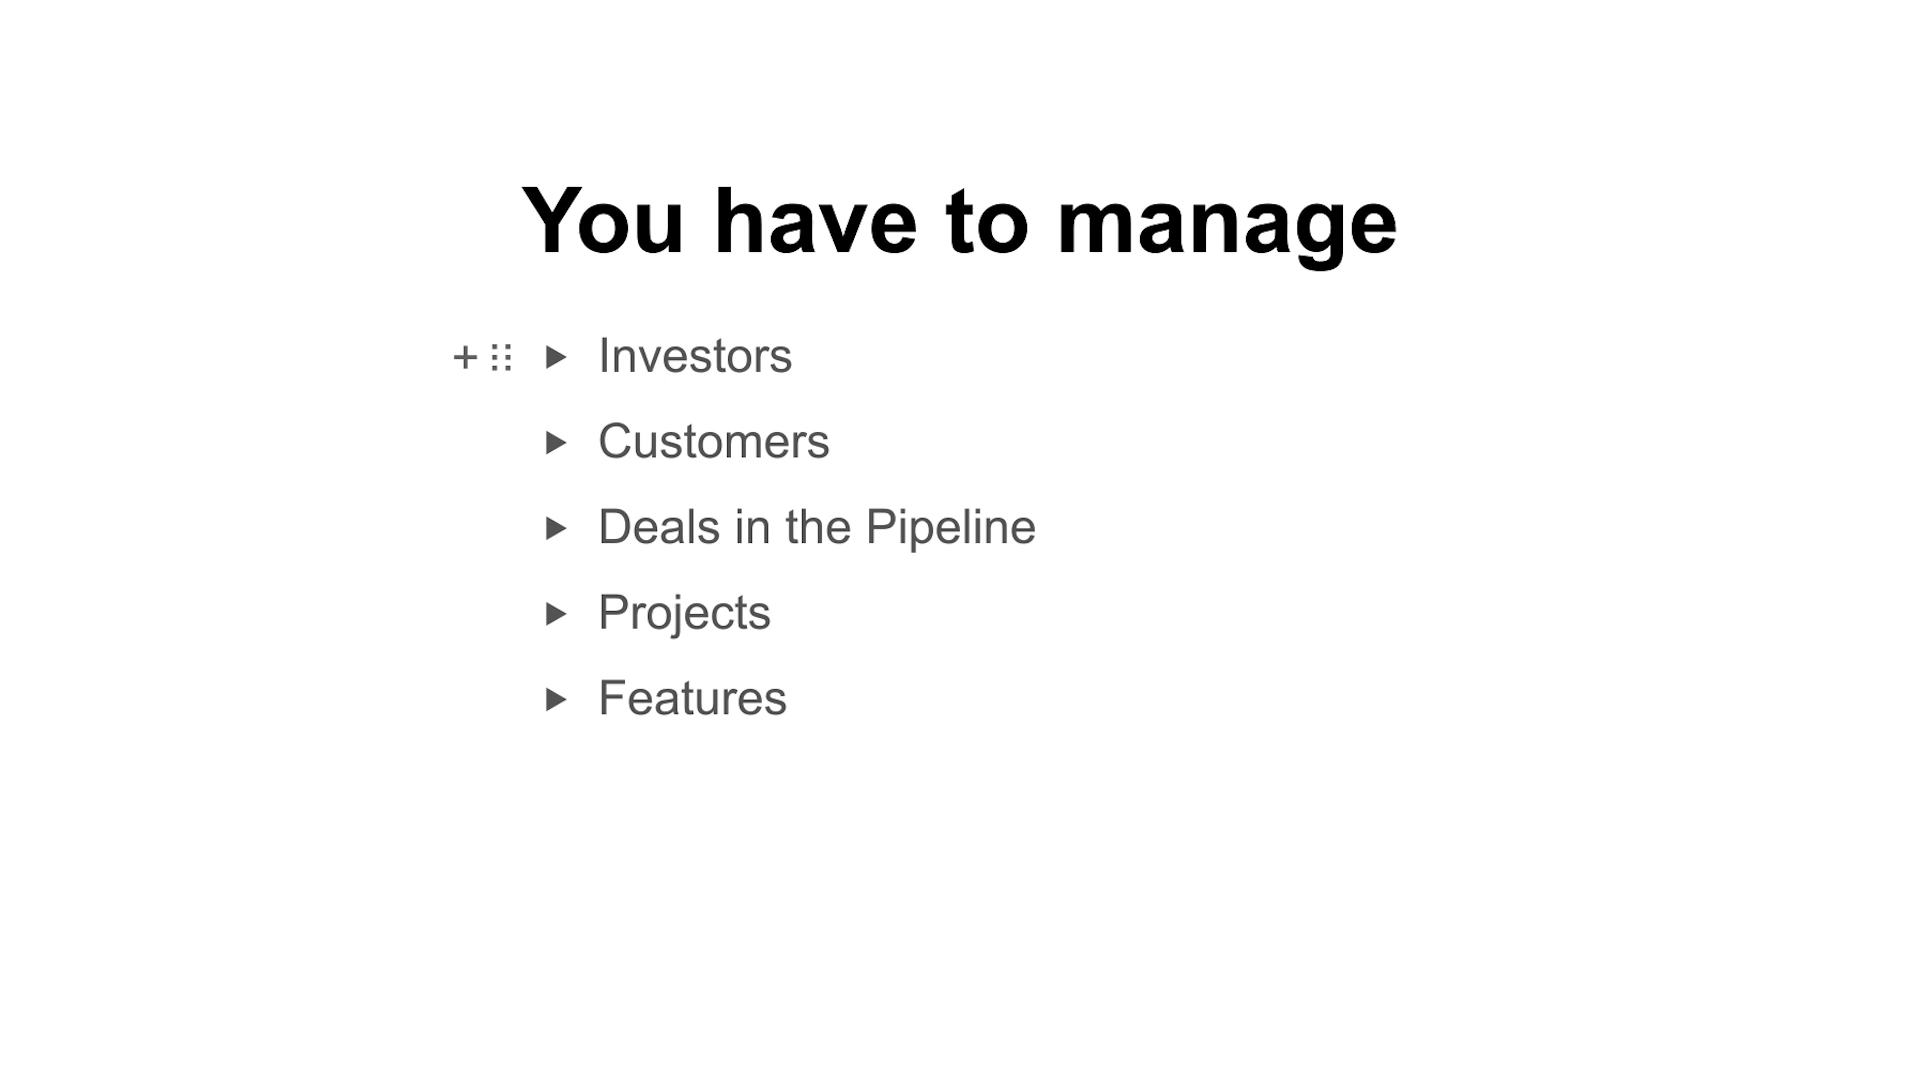 You have to manage
Investors
Customers
Deals in the Pipeline
Projects
Features